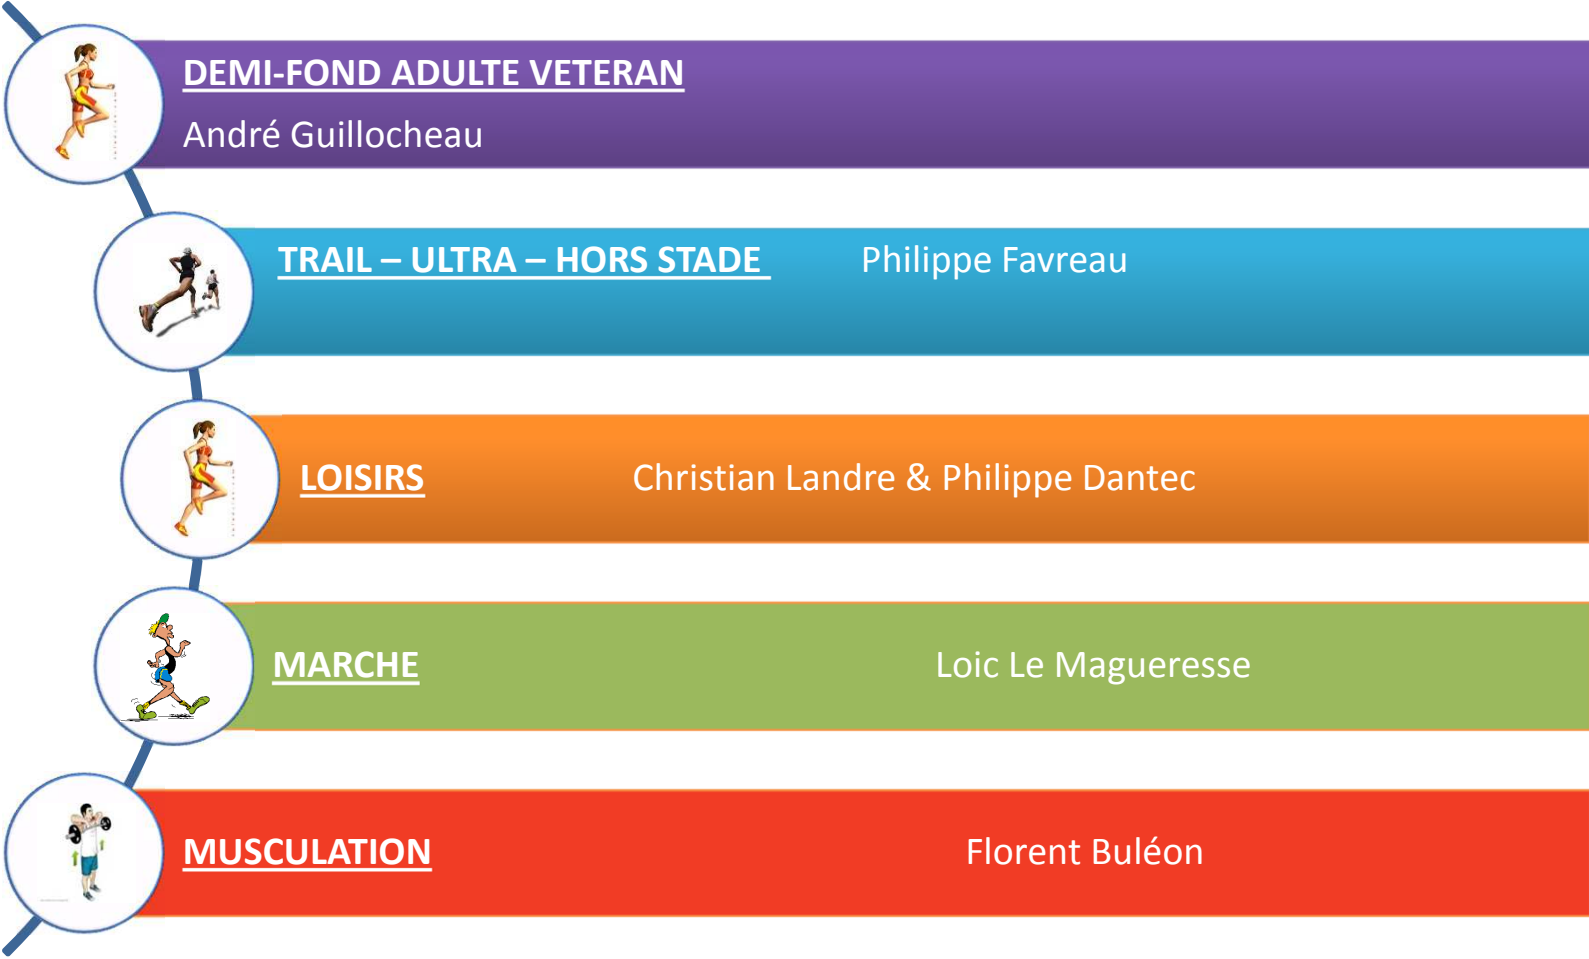 DEMI-FOND ADULTE VETERAN
André Guillocheau
TRAIL – ULTRA – HORS STADE Philippe Favreau
LOISIRS Christian Landre & Philippe Dantec
MARCHE Loic Le Magueresse
MUSCULATION Florent Buléon